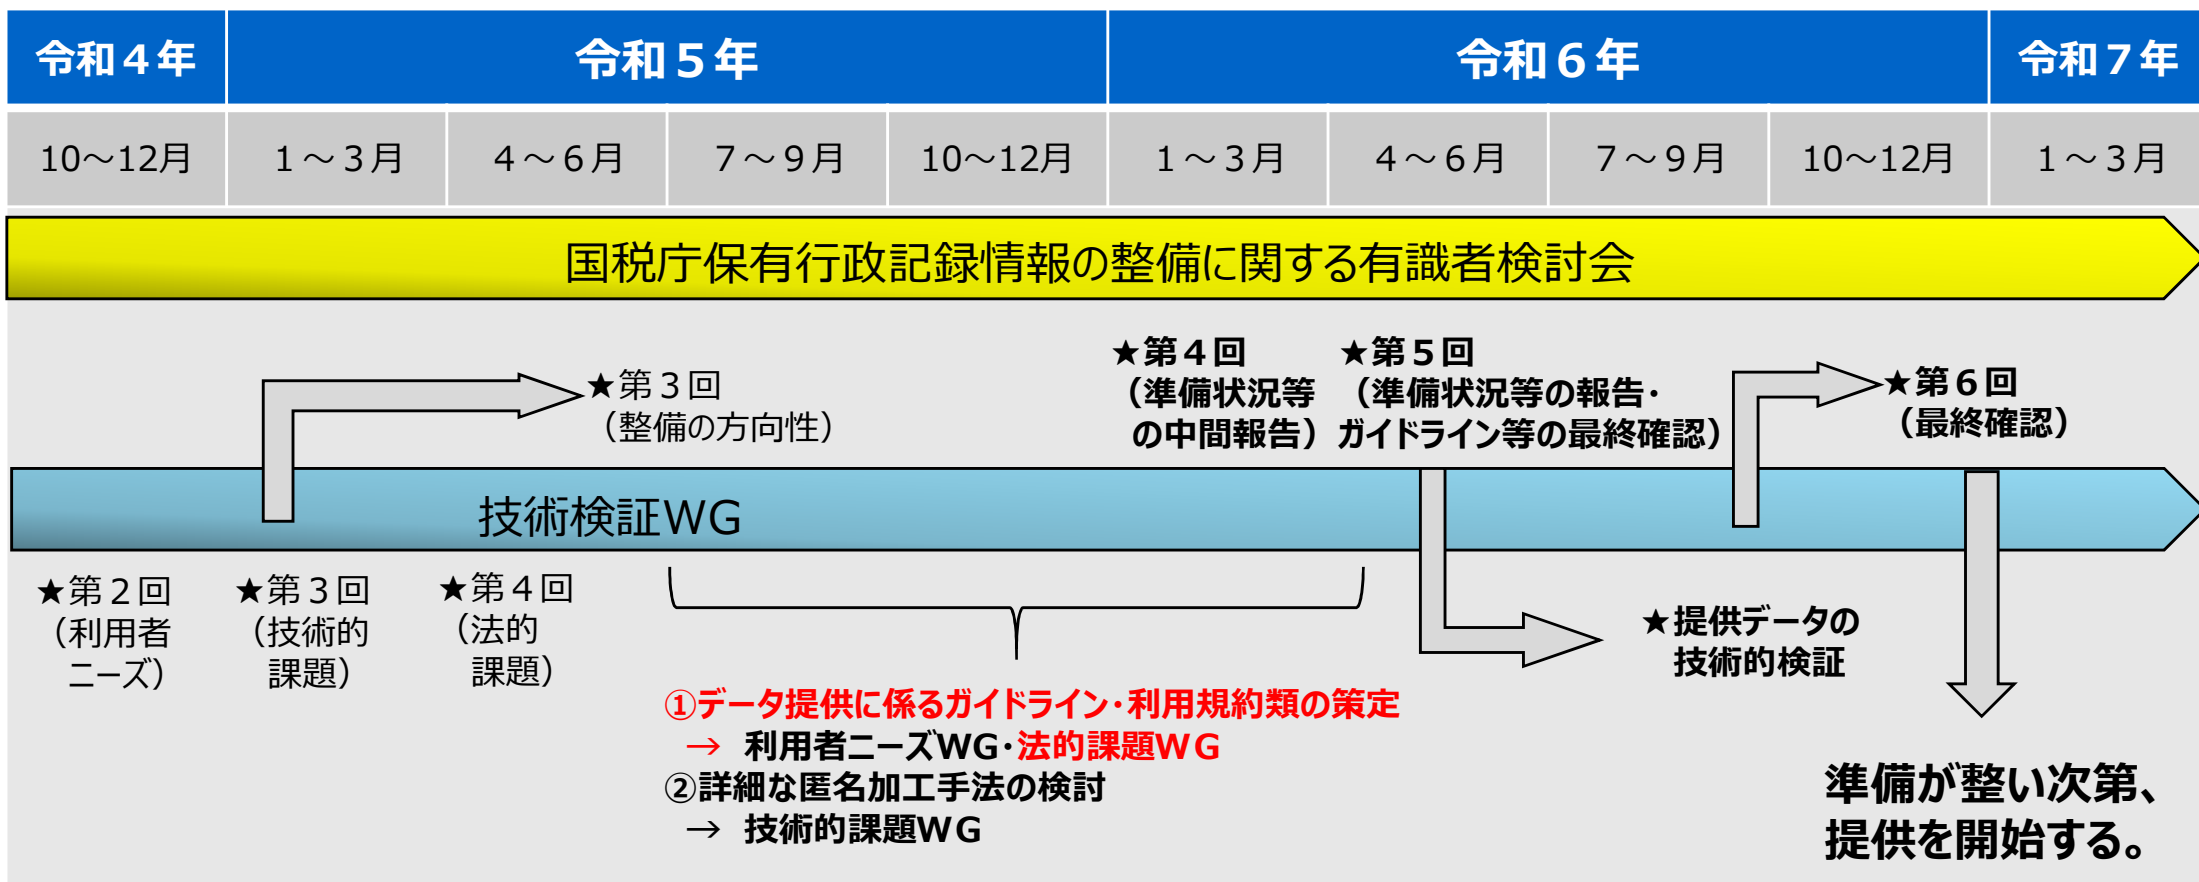 令和４年 令和５年 令和６年 令和７年
10～12月 １～３月 ４～６月 ７～９月 10～12月 １～３月 ４～６月 ７～９月 10～12月 １～３月
国税庁保有行政記録情報の整備に関する有識者検討会
★第３回
（整備の方向性）
★第４回
（準備状況等
の中間報告）
★第５回
（準備状況等の報告・
ガイドライン等の最終確認）
★第６回
（最終確認）
技術検証WG
★第２回
（利用者
ニーズ）
★第３回
（技術的
課題）
★第４回
（法的
課題）
①データ提供に係るガイドライン・利用規約類の策定
→ 利用者ニーズWG・法的課題WG
②詳細な匿名加工手法の検討
→ 技術的課題WG
★提供データの
技術的検証
準備が整い次第、
提供を開始する。